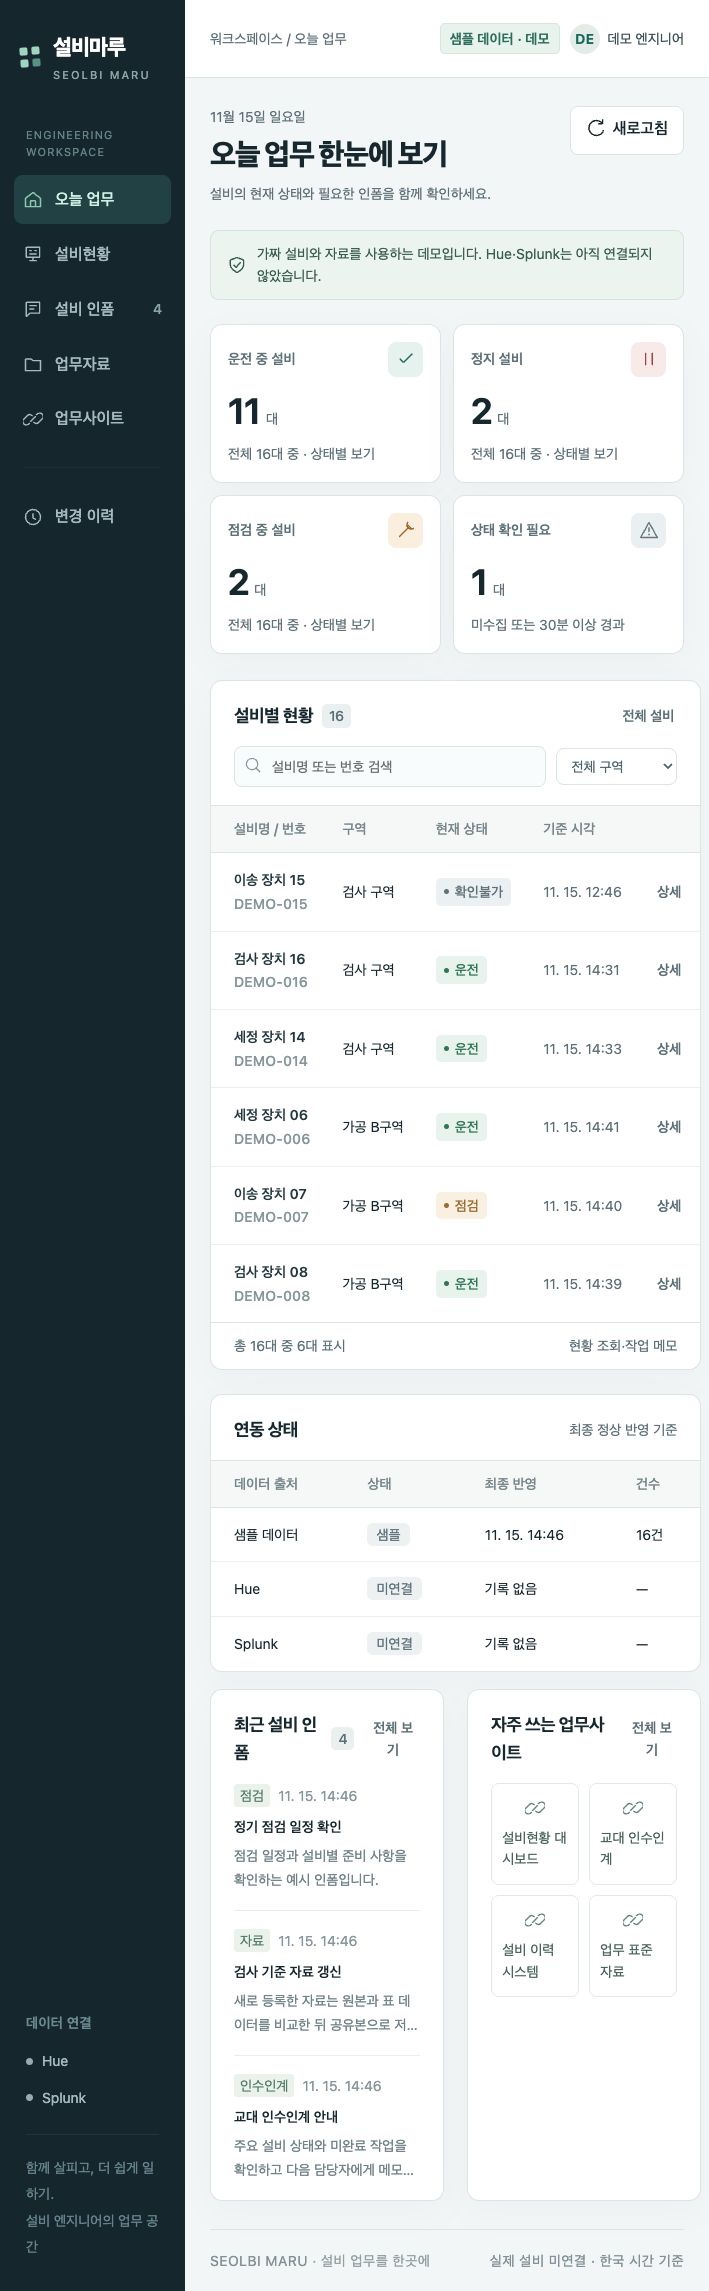 설비마루
SEOLBI MARU
ENGINEERING
WORKSPACE
오늘 업무
설비현황
설비 인폼 4
업무자료
업무사이트
변경 이력
데이터 연결
Hue
Splunk
함께 살피고, 더 쉽게 일
하기.
설비 엔지니어의 업무 공
간
워크스페이스 / 오늘 업무
샘플 데이터 · 데모
DE 데모 엔지니어
11월 15일 일요일
오늘 업무 한눈에 보기
설비의 현재 상태와 필요한 인폼을 함께 확인하세요.
새로고침
가짜 설비와 자료를 사용하는 데모입니다. Hue·Splunk는 아직 연결되지
않았습니다.
운전 중 설비
11 대
전체 16대 중 · 상태별 보기
정지 설비
2 대
전체 16대 중 · 상태별 보기
점검 중 설비
2 대
전체 16대 중 · 상태별 보기
상태 확인 필요
1 대
미수집 또는 30분 이상 경과
설비별 현황 16 전체 설비
설비명 또는 번호 검색 전체 구역
설비명 / 번호 구역 현재 상태 기준 시각
이송 장치 15
DEMO-015 검사 구역 확인불가 11. 15. 12:46 상세
검사 장치 16
DEMO-016 검사 구역 운전 11. 15. 14:31 상세
세정 장치 14
DEMO-014 검사 구역 운전 11. 15. 14:33 상세
세정 장치 06
DEMO-006 가공 B구역 운전 11. 15. 14:41 상세
이송 장치 07
DEMO-007 가공 B구역 점검 11. 15. 14:40 상세
검사 장치 08
DEMO-008 가공 B구역 운전 11. 15. 14:39 상세
총 16대 중 6대 표시 현황 조회·작업 메모
연동 상태 최종 정상 반영 기준
데이터 출처 상태 최종 반영 건수
샘플 데이터 샘플 11. 15. 14:46 16건
Hue 미연결 기록 없음 —
Splunk 미연결 기록 없음 —
최근 설비 인
폼
4
전체 보
기
점검 11. 15. 14:46
정기 점검 일정 확인
점검 일정과 설비별 준비 사항을
확인하는 예시 인폼입니다.
자료 11. 15. 14:46
검사 기준 자료 갱신
새로 등록한 자료는 원본과 표 데
이터를 비교한 뒤 공유본으로 저...
인수인계 11. 15. 14:46
교대 인수인계 안내
주요 설비 상태와 미완료 작업을
확인하고 다음 담당자에게 메모...
자주 쓰는 업무사
이트
전체 보
기
설비현황 대
시보드
교대 인수인
계
설비 이력
시스템
업무 표준
자료
SEOLBI MARU · 설비 업무를 한곳에
실제 설비 미연결 · 한국 시간 기준